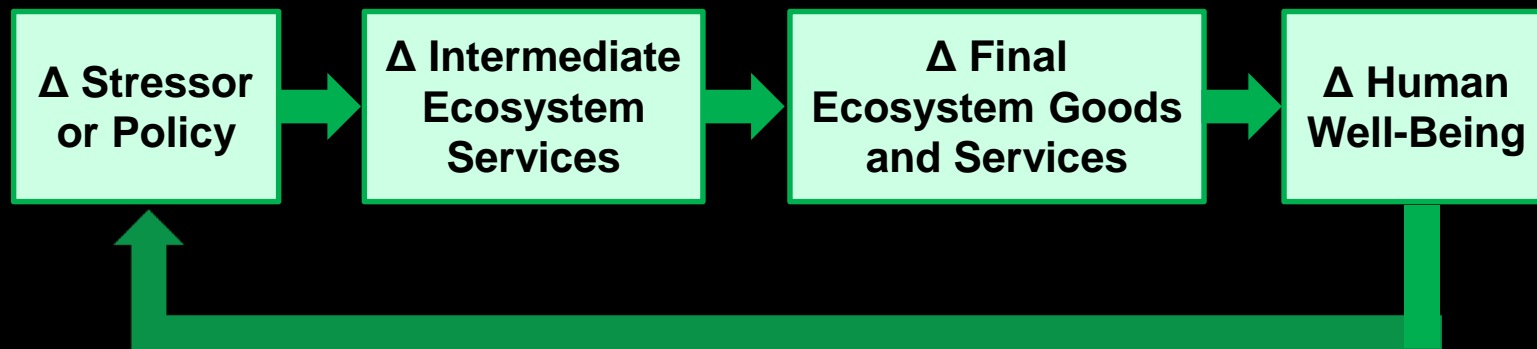 Δ Stressor
or Policy
Δ Intermediate
Ecosystem
Services
Δ Final
Ecosystem Goods
and Services
Δ Human
Well-Being